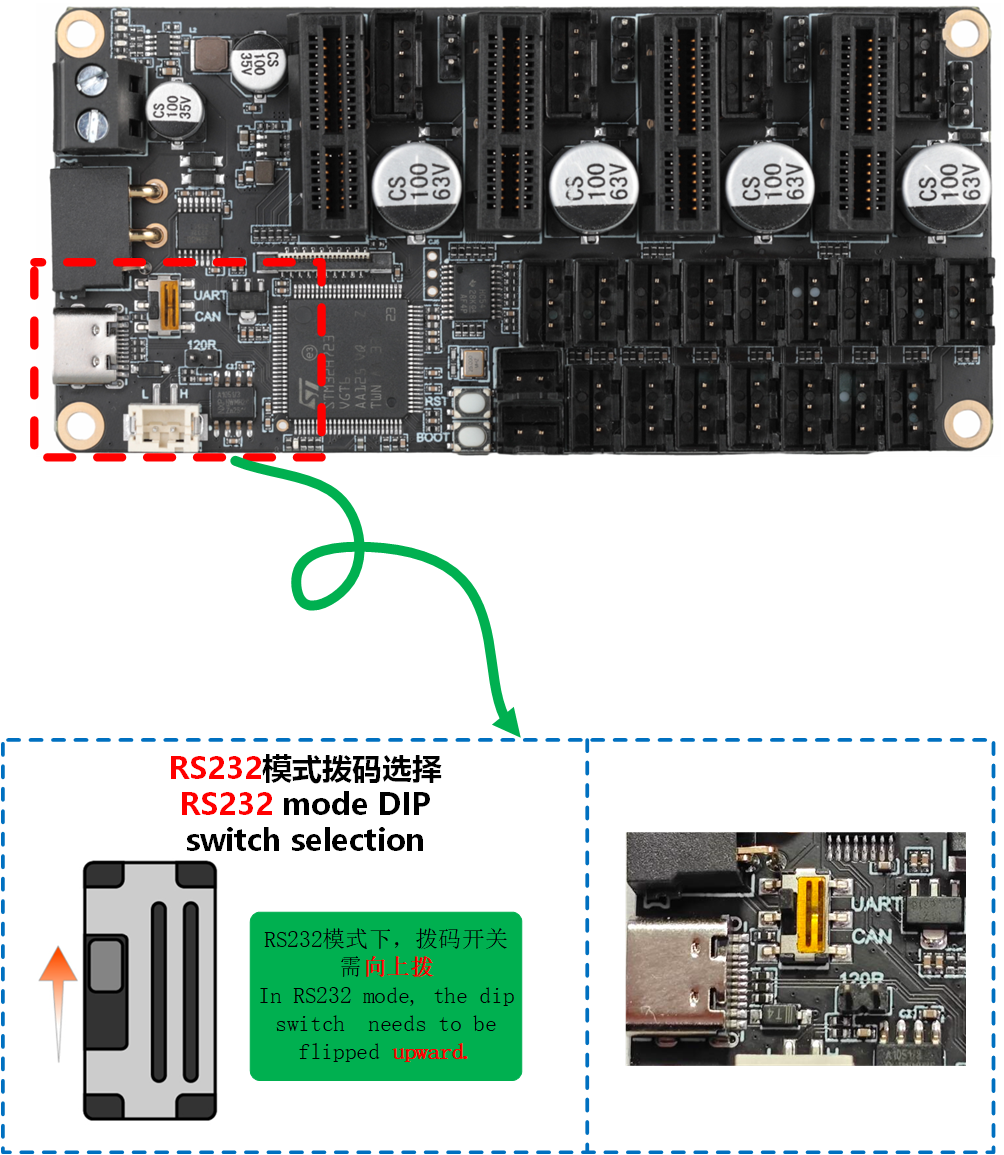 L2
CS
100
35V
CS
100
35V
CS
100
63V
CS
100
63V
CS
100
63V
CS
100
63V
UART
CAN
120R
L
H
RST
BOOT
RS232模式拨码选择
RS232 mode DIP
switch selection
RS232模式下，拨码开关
需向上拨
In RS232 mode, the dip
switch needs to be
flipped upward.
UART
CAN
120R
T4